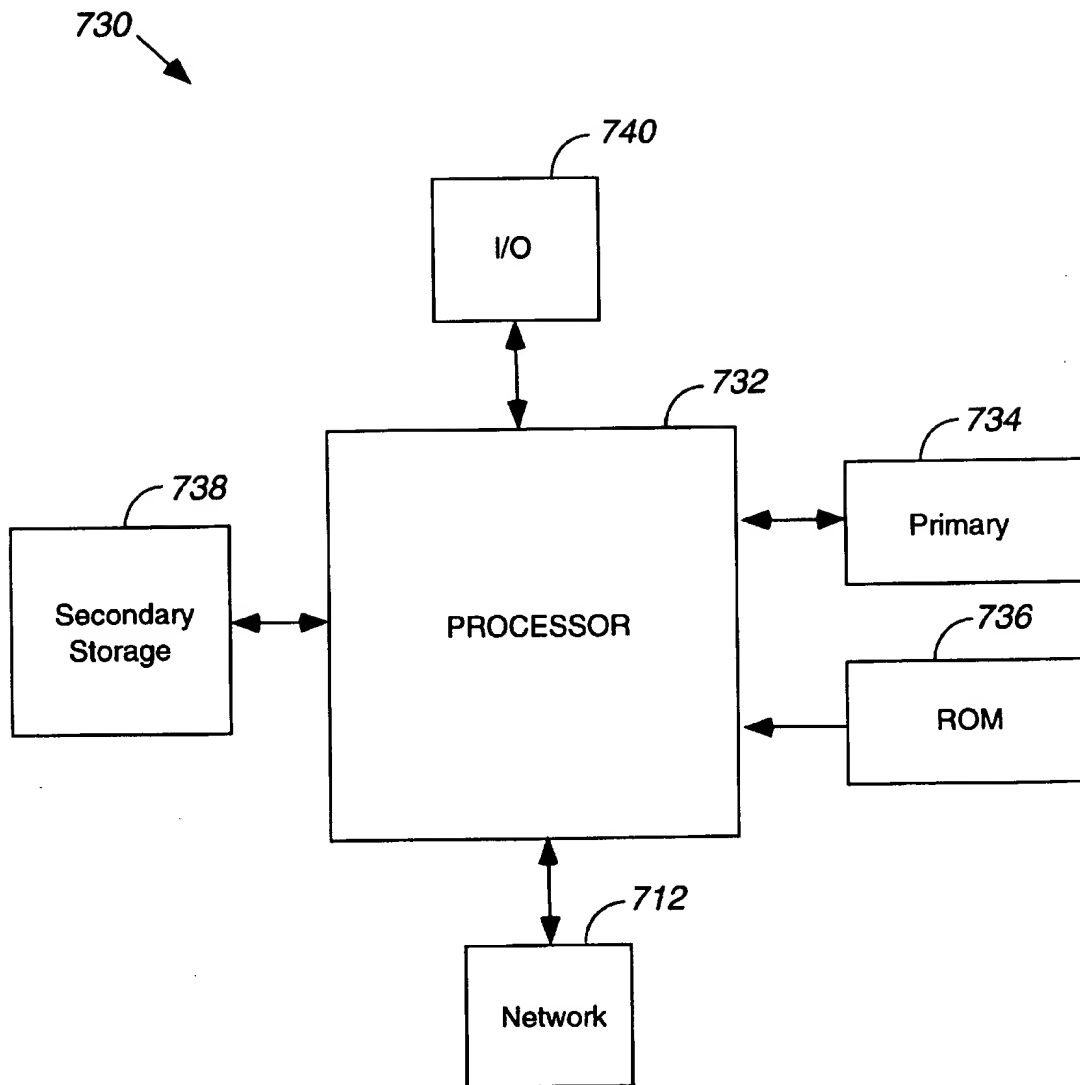 730
740
I/O
732
734
738
Primary
Secondary
Storage
PROCESSOR
736
ROM
712
Network